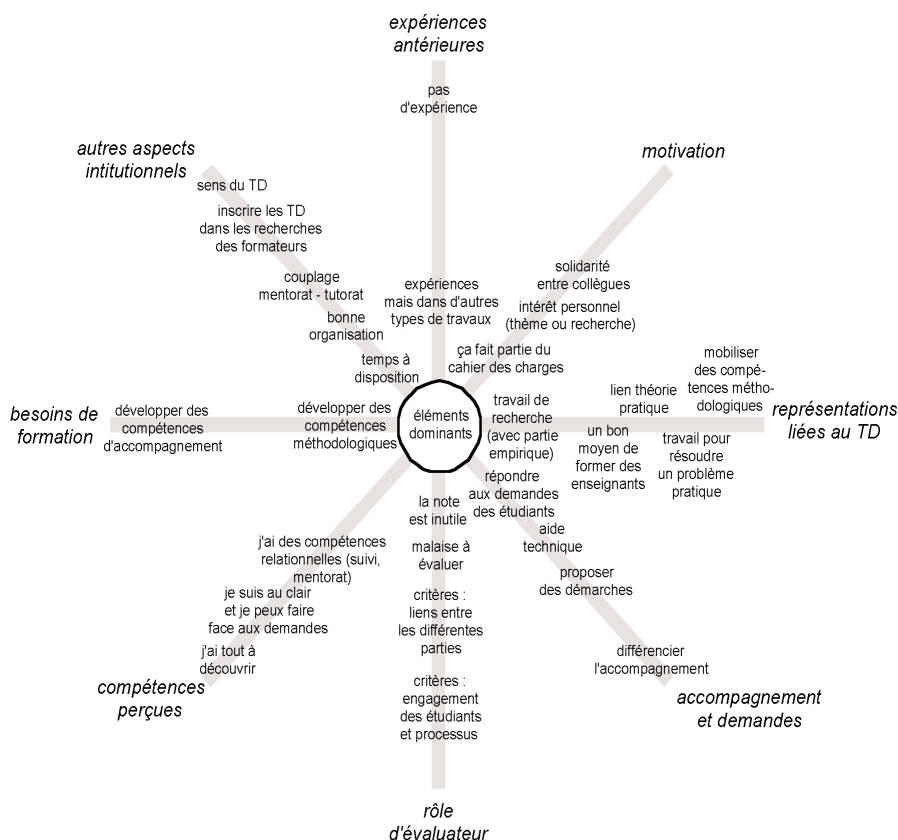 expériences
antérieures
pas
d'expérience
expériences
mais dans d'autres
types de travaux
motivation
solidarité
entre collègues
intérêt personnel
(thème ou recherche)
ça fait partie du
cahier des charges
autres aspects
intitutionnels
sens du TD
inscrire les TD
dans les recherches
des formateurs
couplage
mentorat - tutorat
bonne
organisation
temps à
disposition
besoins de
formation
développer des
compétences
d'accompagnement
développer des
compétences
méthodologiques
éléments
dominants
travail de
recherche
(avec partie
empirique)
lien théorie
pratique
un bon
moyen de
former des
enseignants
mobiliser
des compé-
tences métho-
dologiques
travail pour
résoudre
un problème
pratique
représentations
liées au TD
répondre
aux demandes
des étudiants
aide
technique
proposer
des démarches
différencier
l'accompagnement
accompagnement
et demandes
la note
est inutile
malaise à
évaluer
critères :
liens entre
les différentes
parties
critères :
engagement
des étudiants
et processus
rôle
d'évaluateur
j'ai des compétences
relationnelles (suivi,
mentorat)
je suis au clair
et je peux faire
face aux demandes
j'ai tout à
découvrir
compétences
perçues